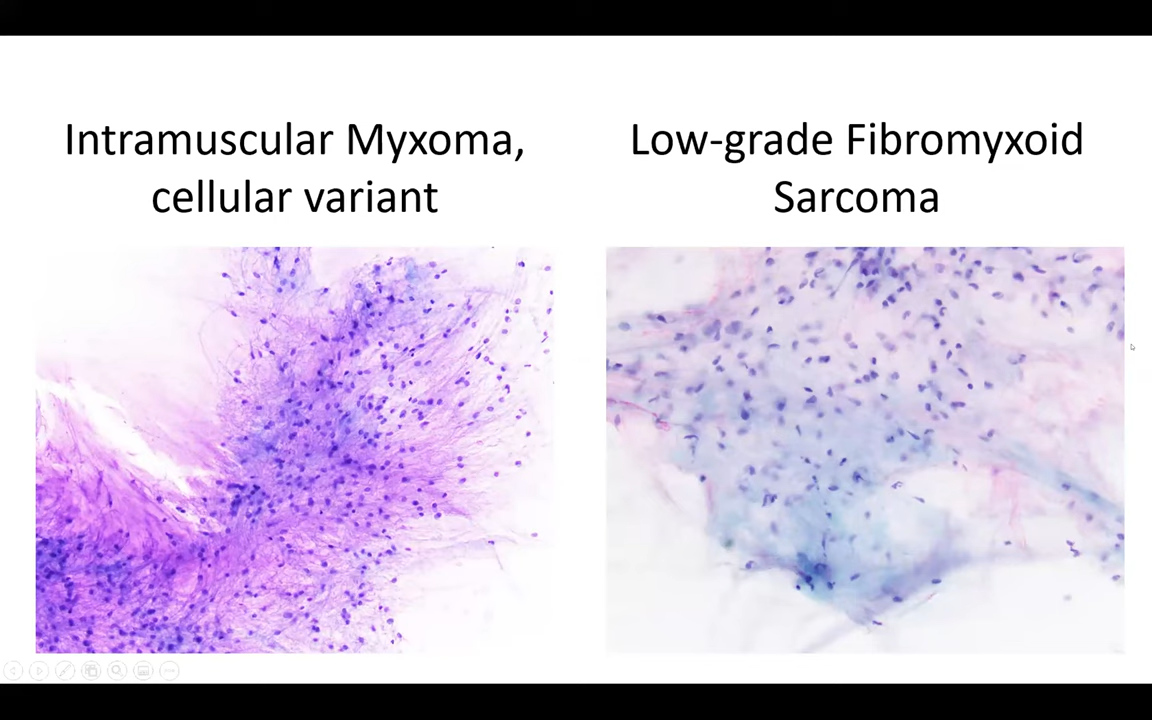 Intramuscular Myxoma,
cellular variant
Low-grade Fibromyxoid
Sarcoma